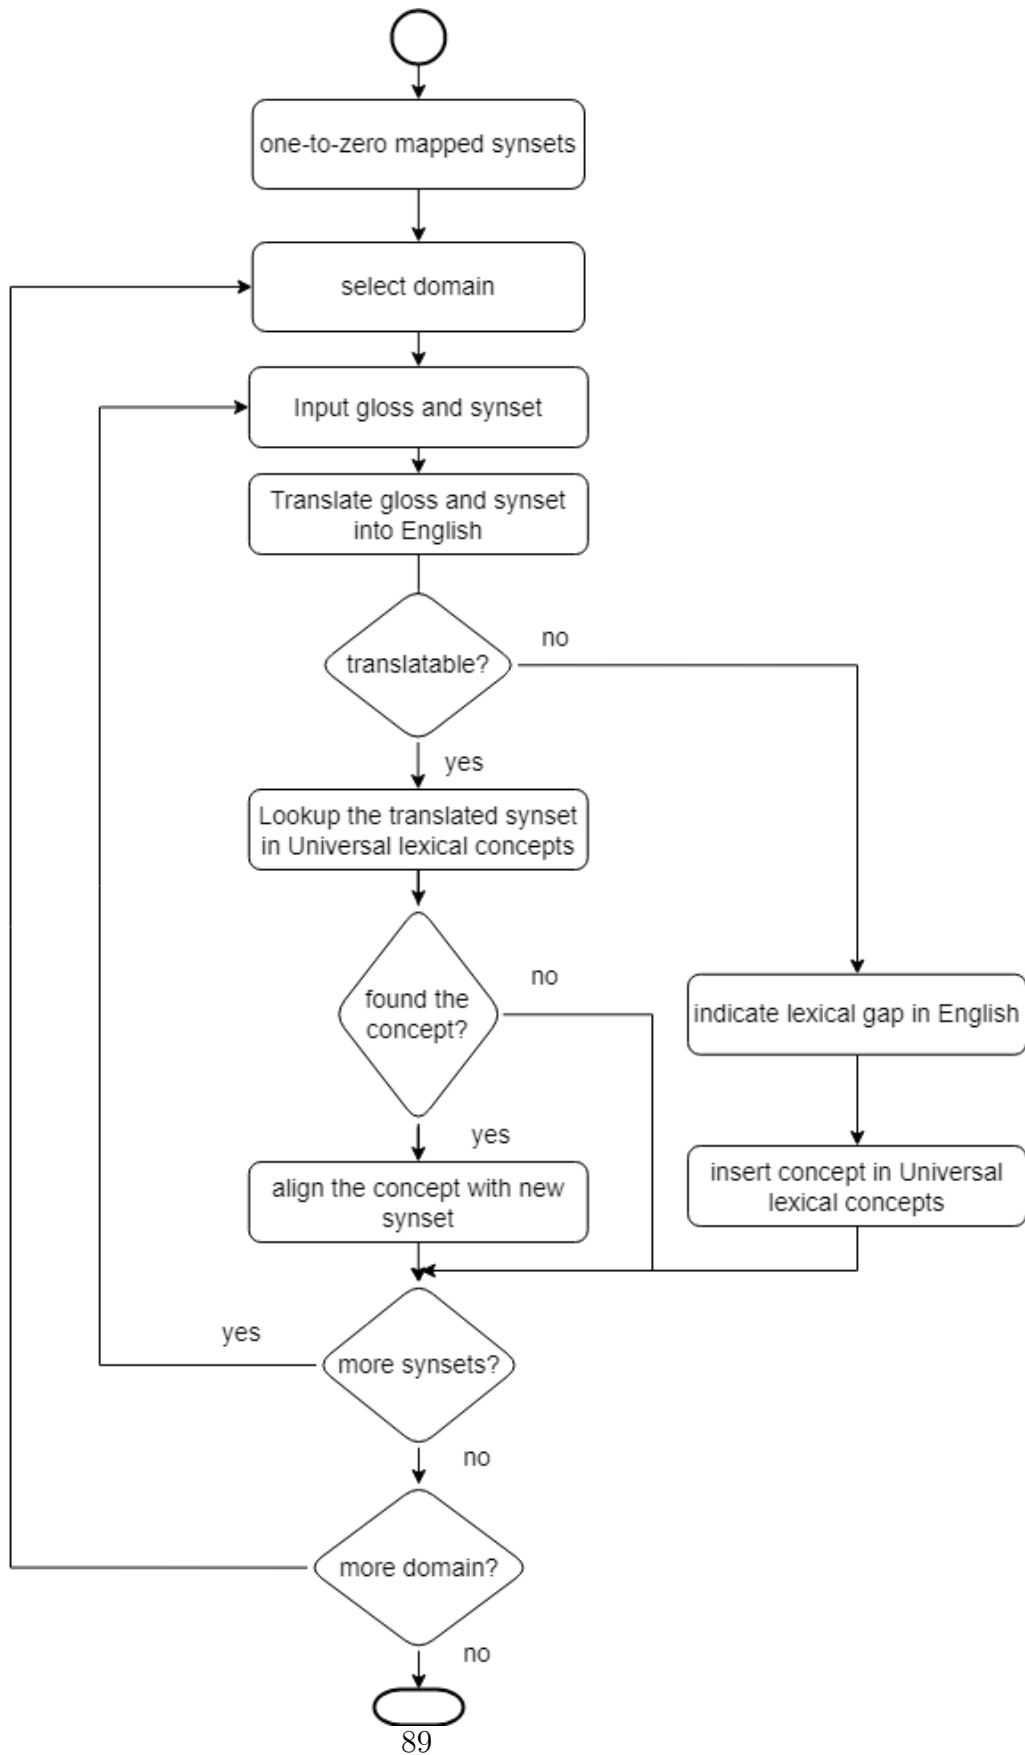 one-to-zero mapped synsets
select domain
Input gloss and synset
Translate gloss and synset
into English
translatable?
no
yes
Lookup the translated synset
in Universal lexical concepts
found the
concept?
no
indicate lexical gap in English
yes
align the concept with new
synset
insert concept in Universal
lexical concepts
yes
more synsets?
no
more domain?
no
89